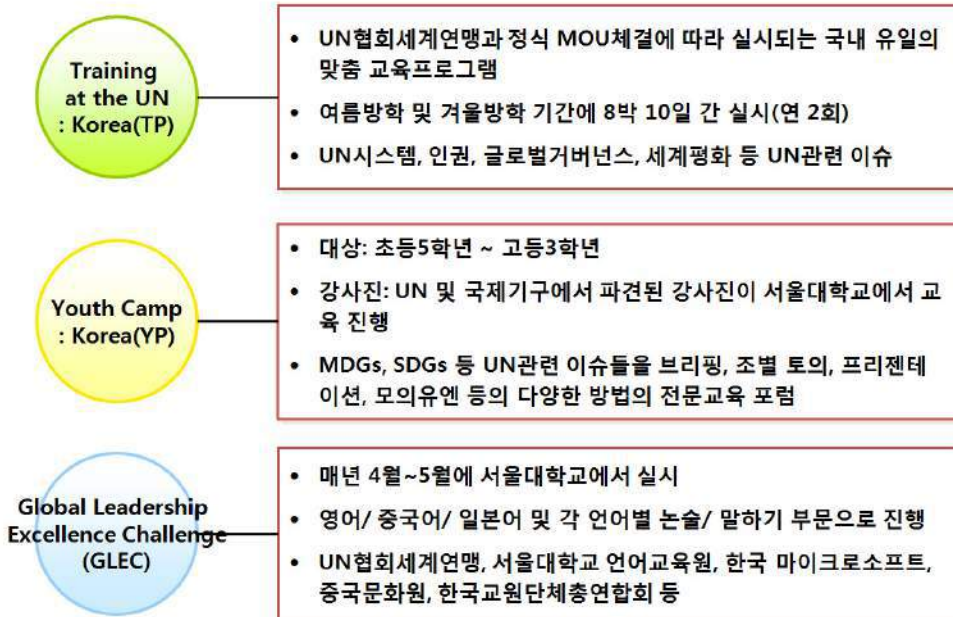 Training
at the UN
: Korea(TP)
• UN협회세계연맹과 정식 MOU체결에 따라 실시되는 국내 유일의
맞춤 교육프로그램
• 여름방학 및 겨울방학 기간에 8박 10일 간 실시(연 2회)
• UN시스템, 인권, 글로벌거버넌스, 세계평화 등 UN관련 이슈
Youth Camp
: Korea(YP)
• 대상: 초등5학년 ~ 고등3학년
• 강사진: UN 및 국제기구에서 파견된 강사진이 서울대학교에서 교
육 진행
• MDGs, SDGs 등 UN관련 이슈들을 브리핑, 조별 토의, 프리젠테
이션, 모의유엔 등의 다양한 방법의 전문교육 포럼
Global Leadership
Excellence Challenge
(GLEC)
• 매년 4월~5월에 서울대학교에서 실시
• 영어/ 중국어/ 일본어 및 각 언어별 논술/ 말하기 부문으로 진행
• UN협회세계연맹, 서울대학교 언어교육원, 한국 마이크로소프트,
중국문화원, 한국교원단체총연합회 등